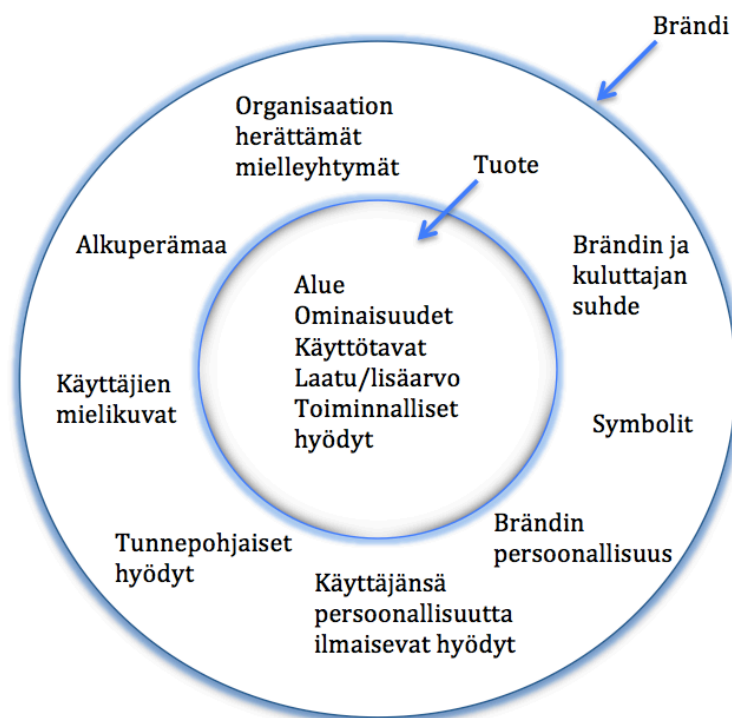 Brändi
Organisaation
herättämät
mielleyhtymät
Tuote
Alkuperämaa
Brändin ja
kuluttajan
suhde
Alue
Ominaisuudet
Käyttötavat
Laatu/lisäarvo
Toiminnalliset
hyödyt
Käyttäjien
mielikuvat
Symbolit
Tunnepohjaiset
hyödyt
Brändin
persoonallisuus
Käyttäjänsä
persoonallisuutta
ilmaisevat hyödyt